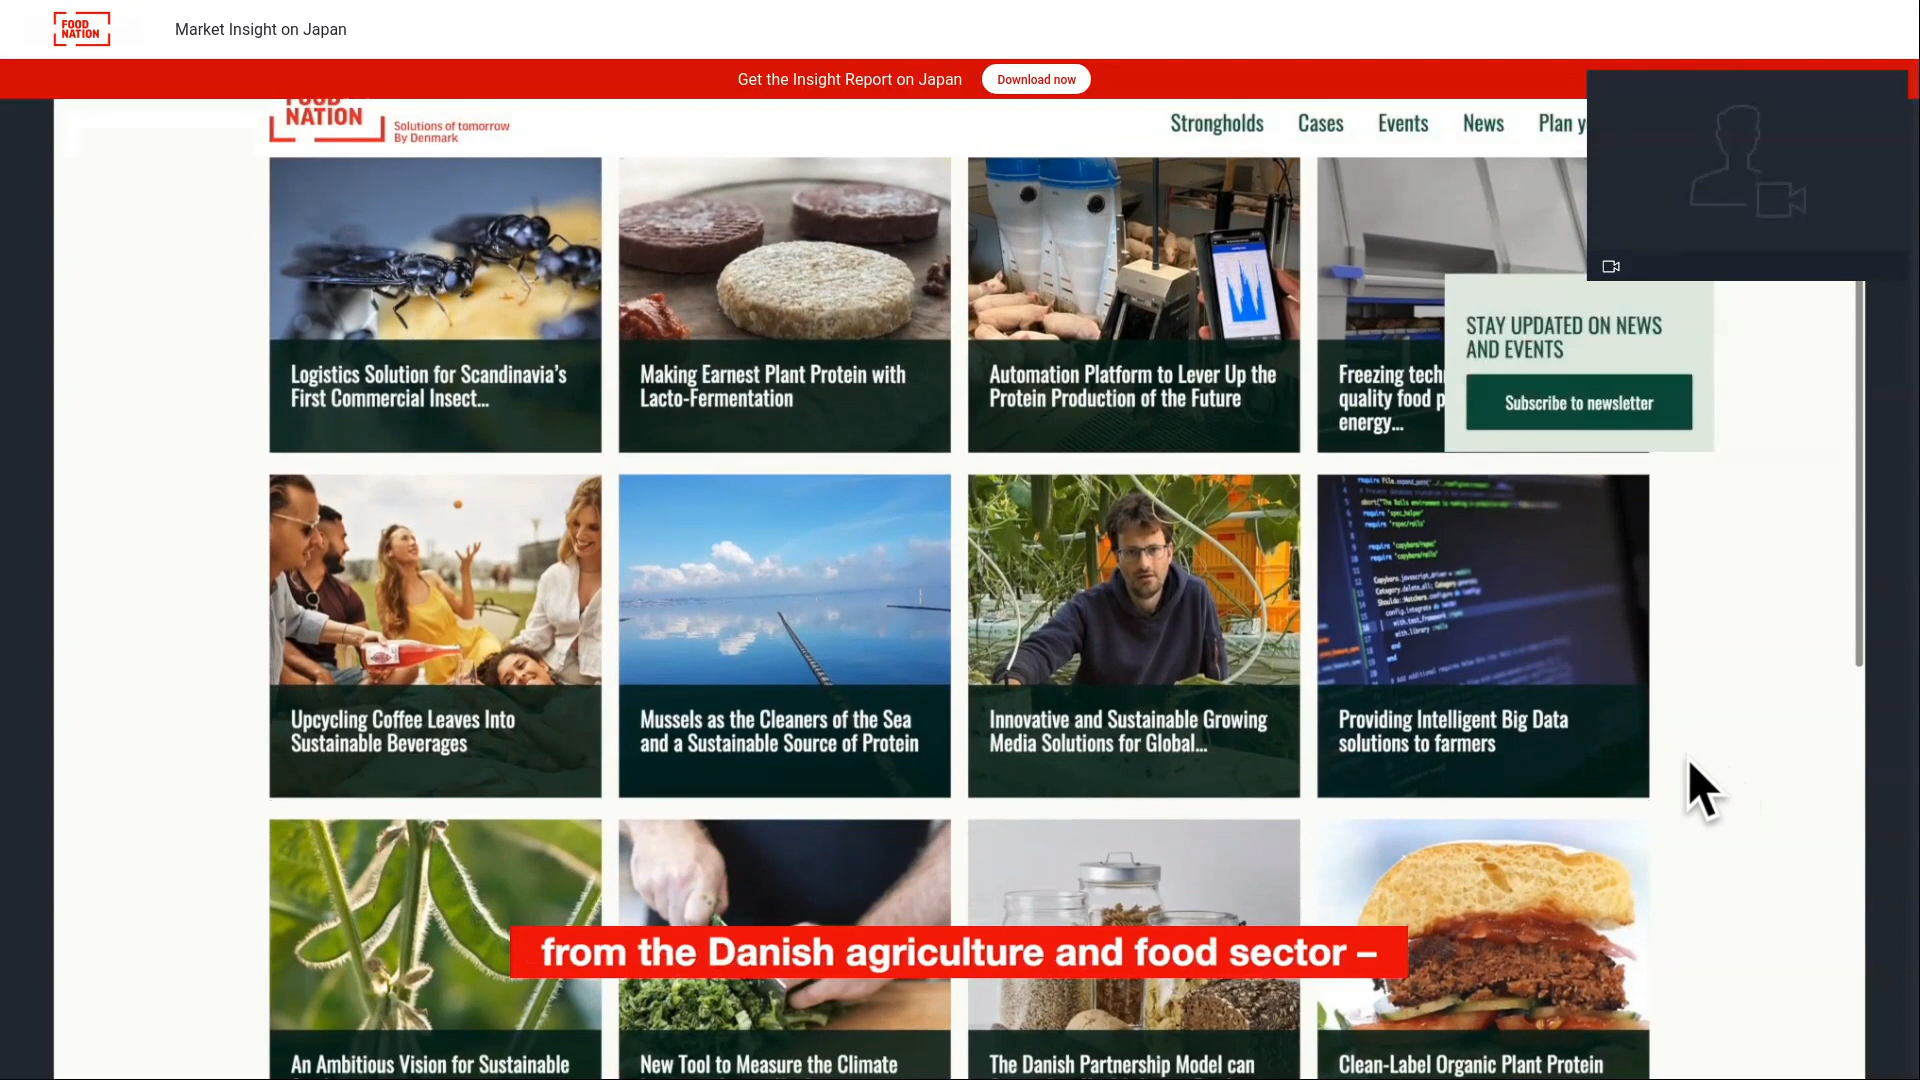 FOOD
NATION
Market Insight on Japan
Get the Insight Report on Japan
Download now
FOOD
NATION
Solutions of tomorrow
By Denmark
Strongholds
Cases
Events
News
Plan y
STAY UPDATED ON NEWS
AND EVENTS
Subscribe to newsletter
Logistics Solution for Scandinavia's
First Commercial Insect...
Making Earnest Plant Protein with
Lacto-Fermentation
Automation Platform to Lever Up the
Protein Production of the Future
Freezing tech
quality food p
energy...
Upcycling Coffee Leaves Into
Sustainable Beverages
Mussels as the Cleaners of the Sea
and a Sustainable Source of Protein
Innovative and Sustainable Growing
Media Solutions for Global...
Providing Intelligent Big Data
solutions to farmers
from the Danish agriculture and food sector –
An Ambitious Vision for Sustainable
New Tool to Measure the Climate
The Danish Partnership Model can
Clean-Label Organic Plant Protein